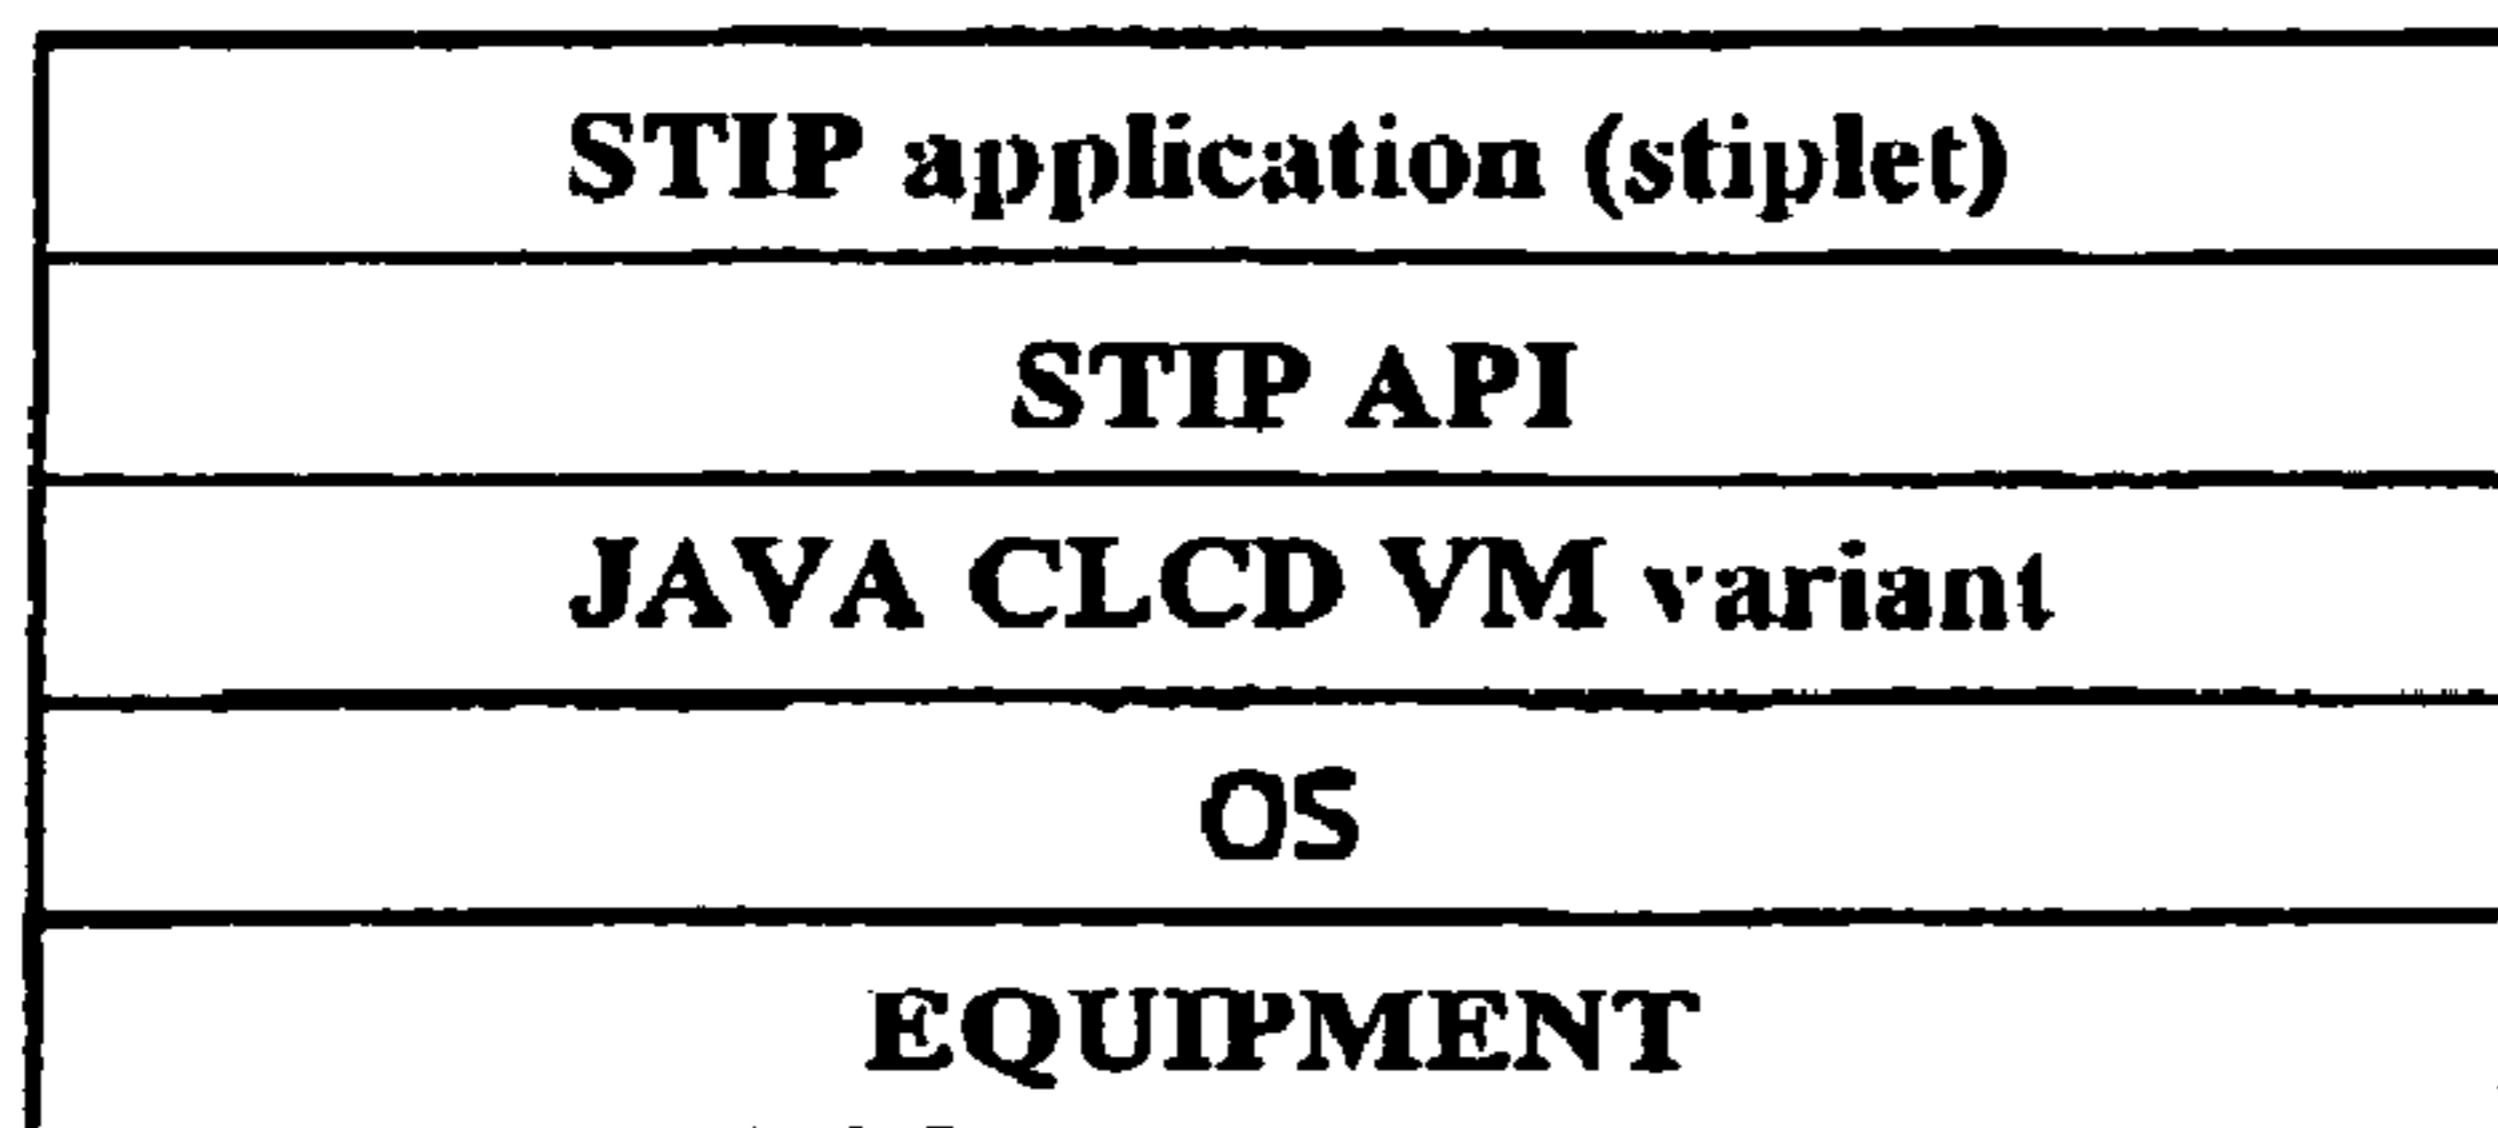 STIP application (stiplet)
STIP API
JAVA CLCD VM variant
OS
EQUIPMENT